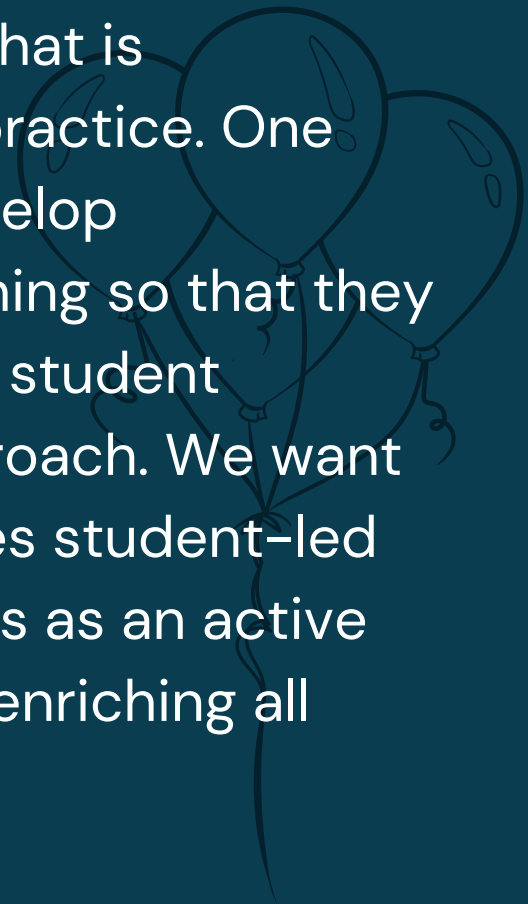 hat is
ractice. One
elop
ning so that they
student
roach. We want
es student-led
s as an active
enriching all